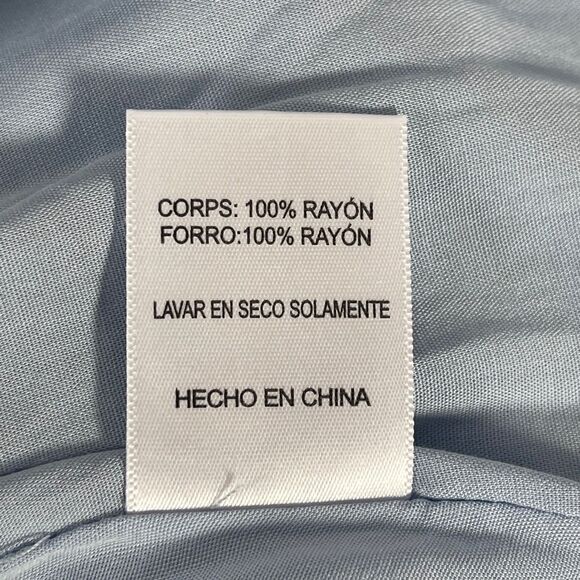 CORPS: 100% RAYÓN
FORRO:100% RAYÓN
LAVAR EN SECO SOLAMENTE
HECHO EN CHINA